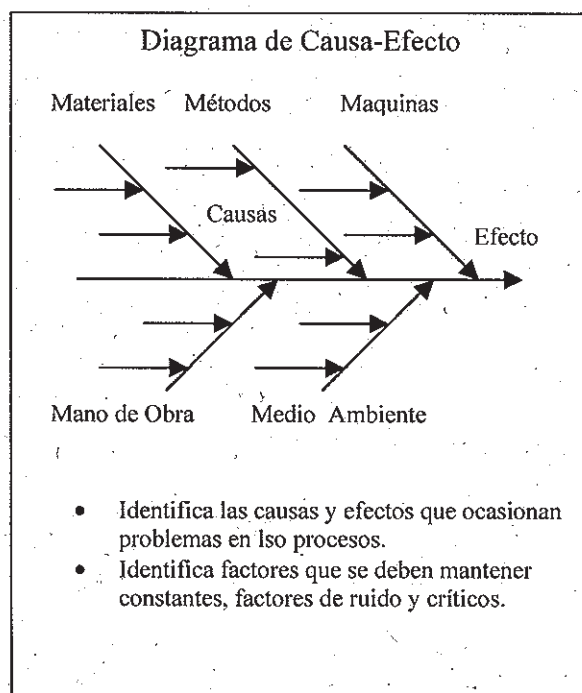 Diagrama de Causa-Efecto
Materiales Métodos Maquinas
Causas
Efecto
Mano de Obra Medio Ambiente
• Identifica las causas y efectos que ocasionan
problemas en lso procesos.
• Identifica factores que se deben mantener
constantes, factores de ruido y críticos.